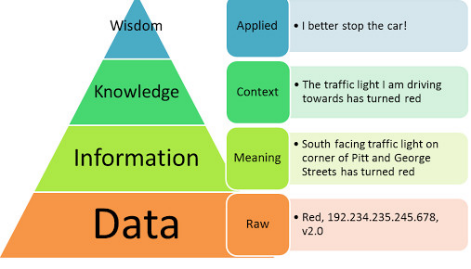 Wisdom
Applied
• I better stop the car!
Knowledge
Context
• The traffic light I am driving
towards has turned red
Information
Meaning
• South facing traffic light on
corner of Pitt and George
Streets has turned red
Data
Raw
• Red, 192.234.235.245.678,
v2.0